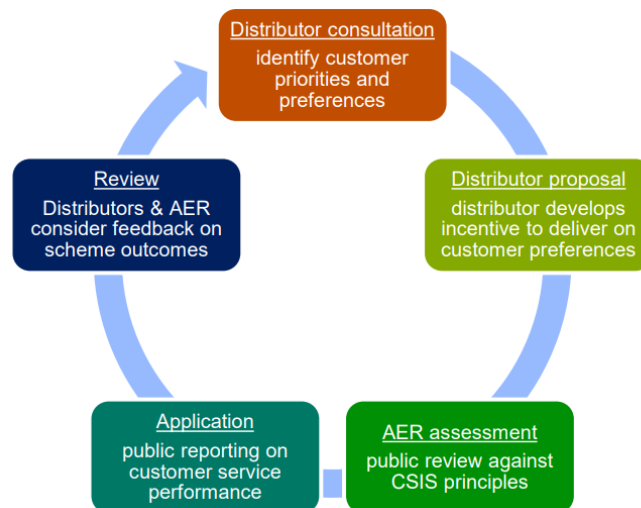 Distributor consultation
identify customer
priorities and
preferences
Distributor proposal
distributor develops
incentive to deliver on
customer preferences
AER assessment
public review against
CSIS principles
Application
public reporting on
customer service
performance
Review
Distributors & AER
consider feedback on
scheme outcomes